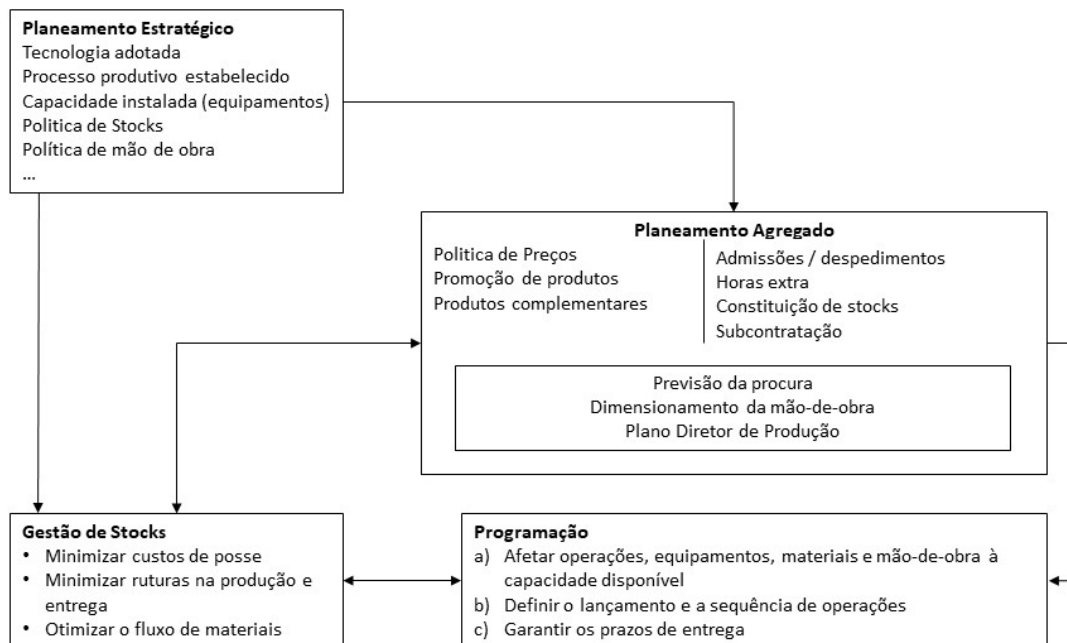 Planeamento Estratégico
Tecnologia adotada
Processo produtivo estabelecido
Capacidade instalada (equipamentos)
Politica de Stocks
Política de mão de obra
...
Planeamento Agregado
Politica de Preços
Promoção de produtos
Produtos complementares
Admissões / despedimentos
Horas extra
Constituição de stocks
Subcontratação
Previsão da procura
Dimensionamento da mão-de-obra
Plano Diretor de Produção
Gestão de Stocks
• Minimizar custos de posse
• Minimizar ruturas na produção e
entrega
• Otimizar o fluxo de materiais
Programação
a) Afetar operações, equipamentos, materiais e mão-de-obra à
capacidade disponível
b) Definir o lançamento e a sequência de operações
c) Garantir os prazos de entrega